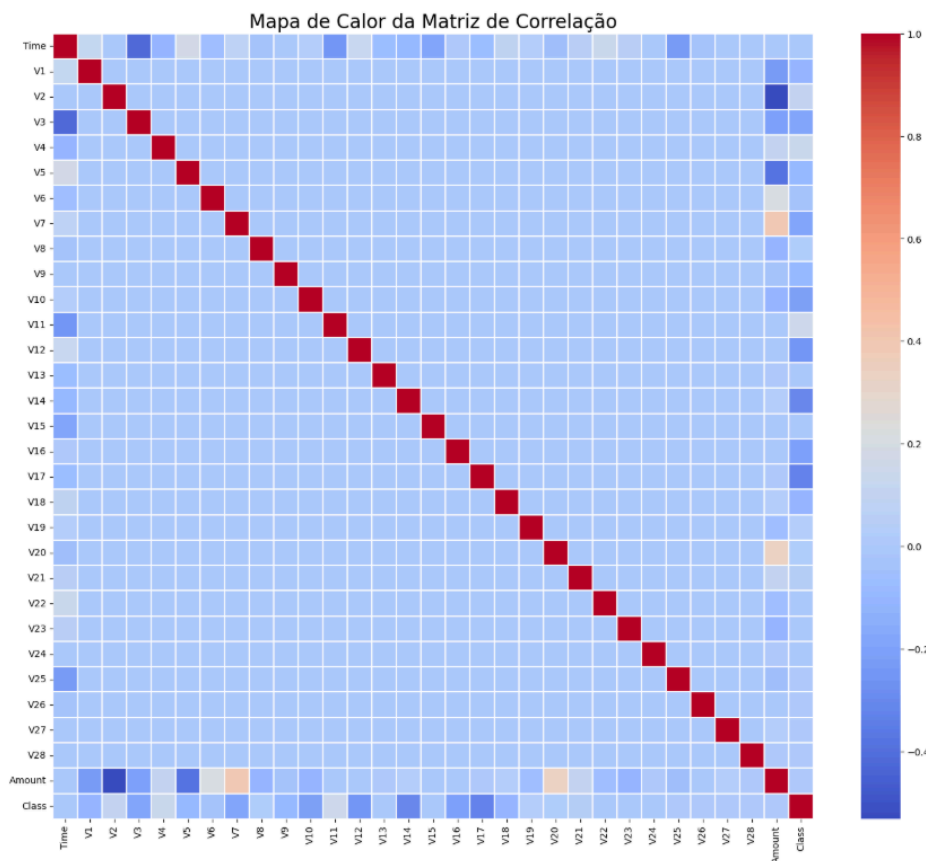 Mapa de Calor da Matriz de Correlação
Time
V1
V2
V3
V4
V5
V6
V7
V8
V9
V10
V11
V12
V13
V14
V15
V16
V17
V18
V19
V20
V21
V22
V23
V24
V25
V26
V27
V28
Amount
Class
Time
V1
V2
V3
V4
V5
V6
V7
V8
V9
V10
V11
V12
V13
V14
V15
V16
V17
V18
V19
V20
V21
V22
V23
V24
V25
V26
V27
V28
Amount
Class
1.0
0.8
0.6
0.4
0.2
0.0
−0.2
−0.4